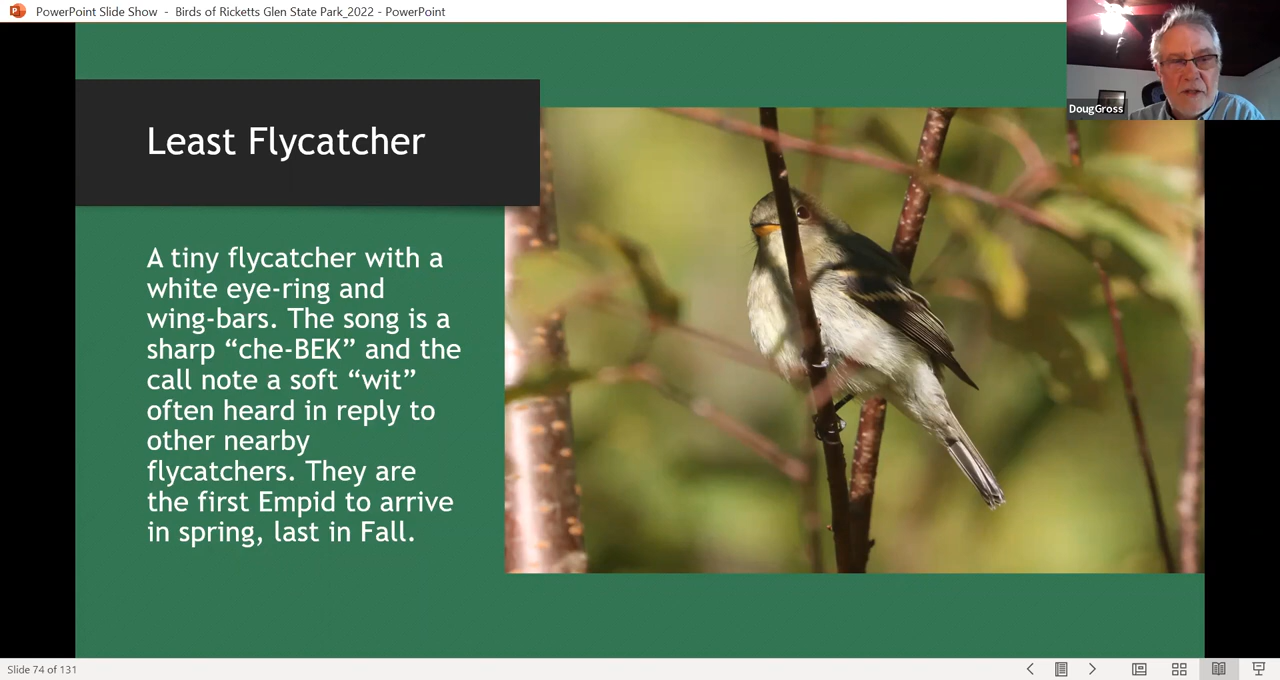 PowerPoint Slide Show - Birds of Ricketts Glen State Park_2022 - PowerPoint
DougGross
Least Flycatcher
A tiny flycatcher with a
white eye-ring and
wing-bars. The song is a
sharp “che-BEK” and the
call note a soft “wit”
often heard in reply to
other nearby
flycatchers. They are
the first Empid to arrive
in spring, last in Fall.
Slide 74 of 131